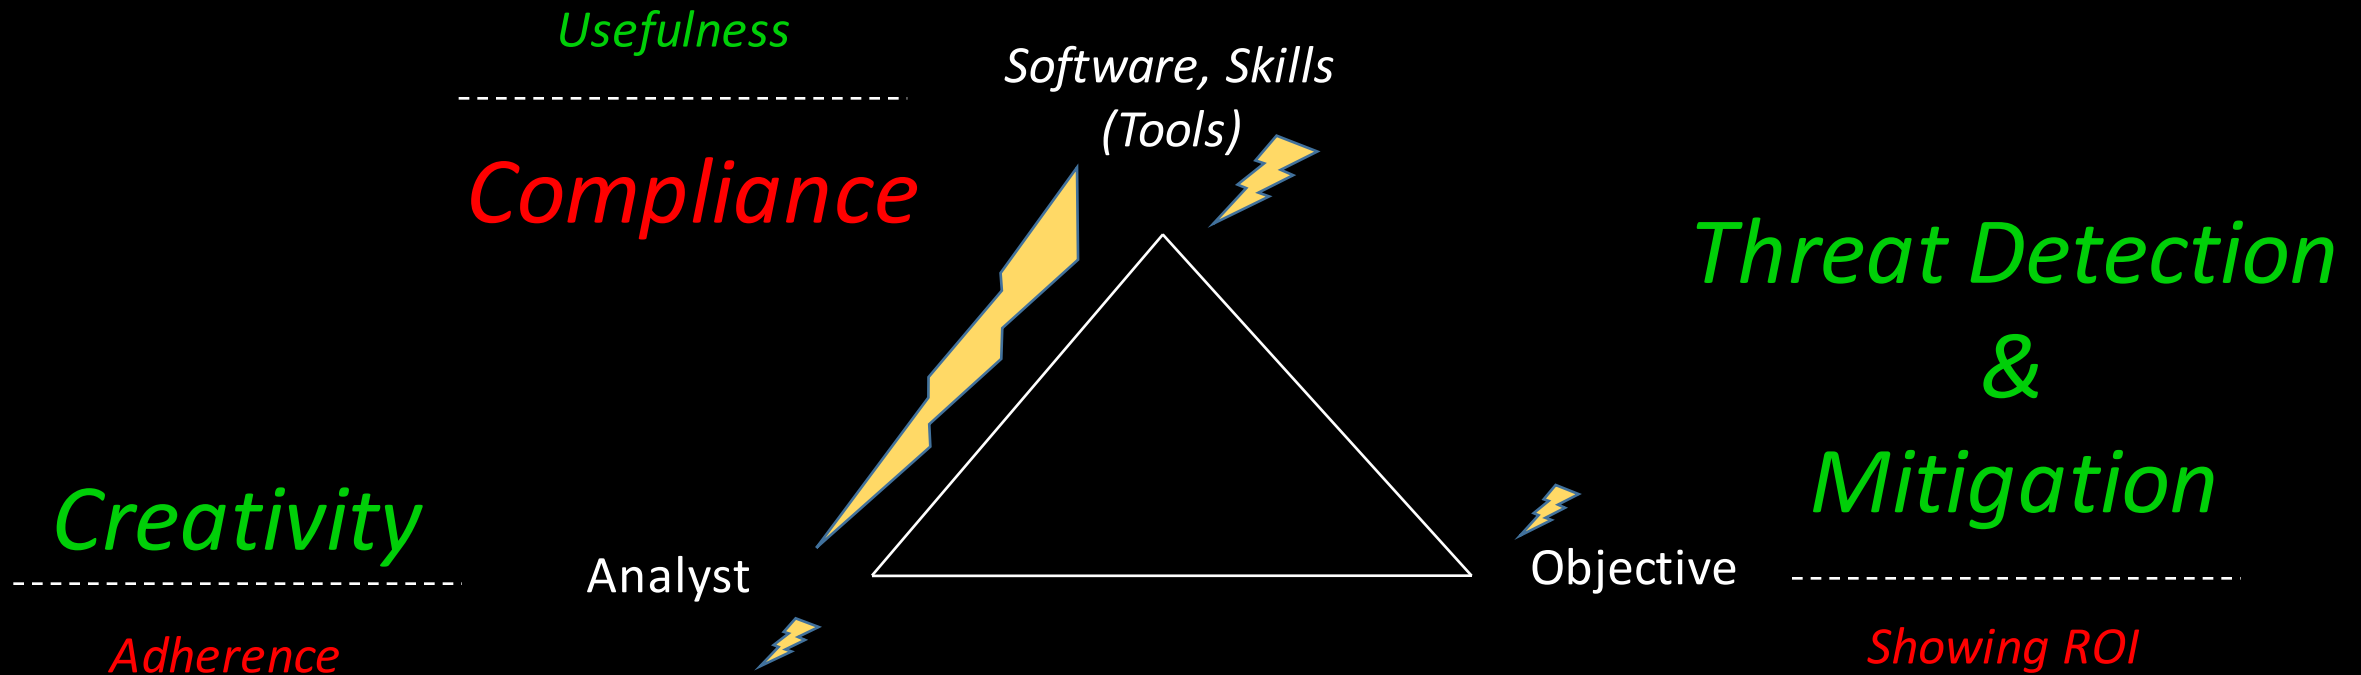 Usefulness
Software, Skills
(Tools)
Compliance
Threat Detection
&
Mitigation
Creativity
Analyst
Objective
Adherence
Showing ROI